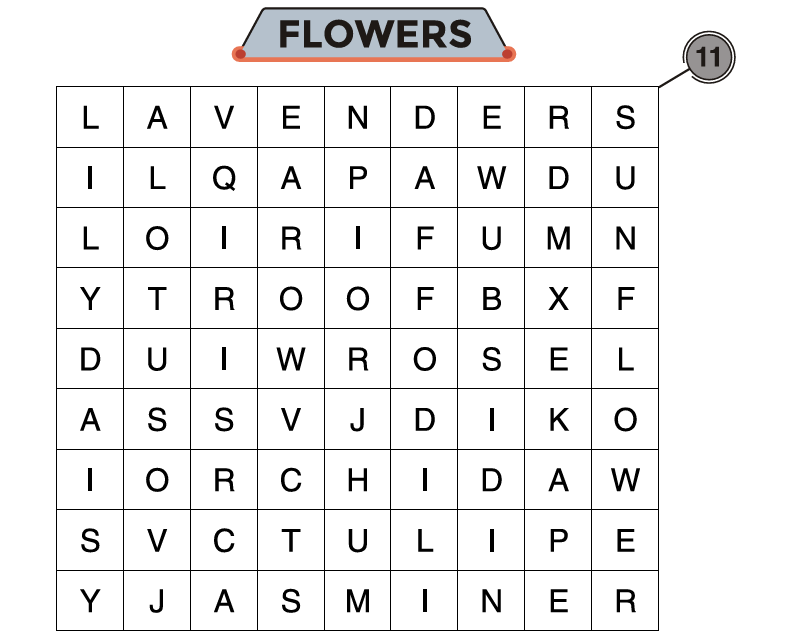 FLOWERS
11
L A V E N D E R S
I L Q A P A W D U
L O I R I F U M N
Y T R O O F B X F
D U I W R O S E L
A S S V J D I K O
I O R C H I D A W
S V C T U L I P E
Y J A S M I N E R